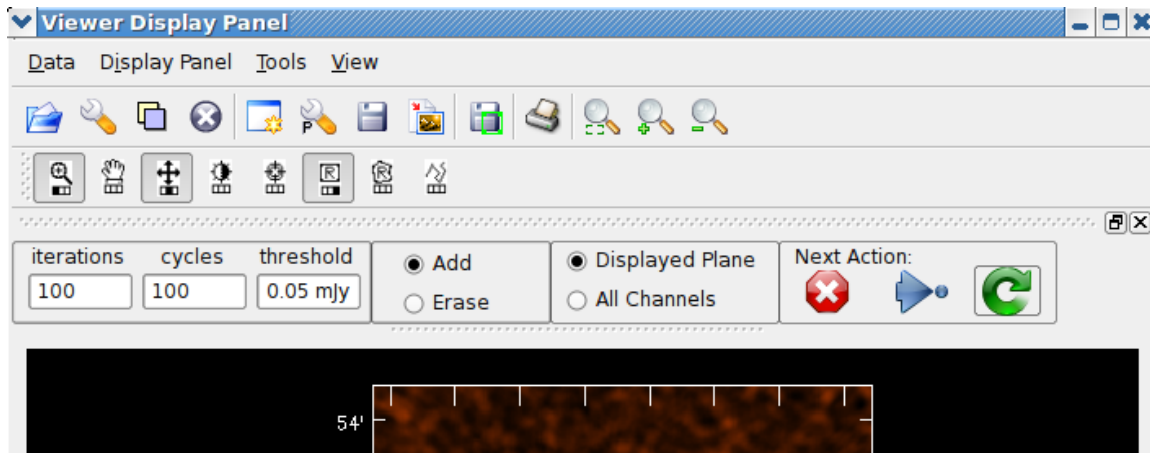 Viewer Display Panel
Data Display Panel Tools View
P
R R
iterations cycles threshold
100 100 0.05 mJy
Add
Erase
Displayed Plane
All Channels
Next Action:
54'